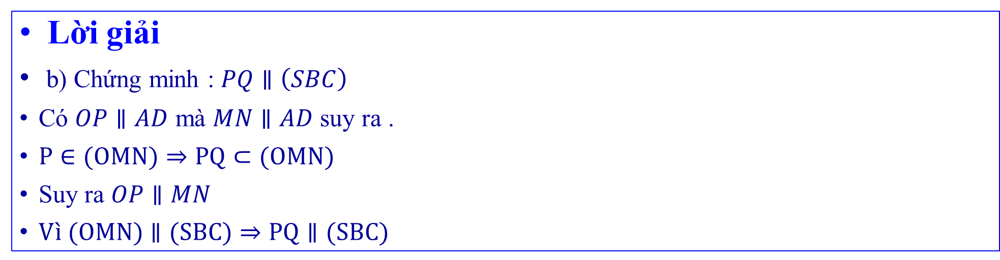 • Lời giải
• b) Chứng minh : PQ ∥ (SBC)
• Có OP ∥ AD mà MN ∥ AD suy ra .
• P ∈ (OMN) ⇒ PQ ⊂ (OMN)
• Suy ra OP ∥ MN
• Vì (OMN) ∥ (SBC) ⇒ PQ ∥ (SBC)